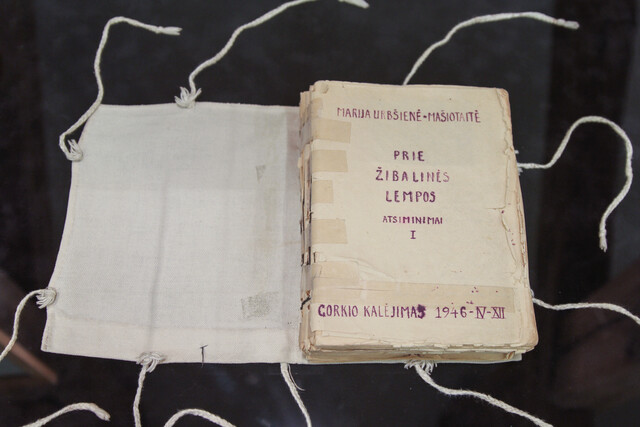 MARIJA URBŠIENĖ-MAŠIOTAITĖ
PRIE
ŽIBALINĖS
LEMPOS
ATSIMINIMAI
I
GORKIO KALĖJIMAS 1946-IV-XII